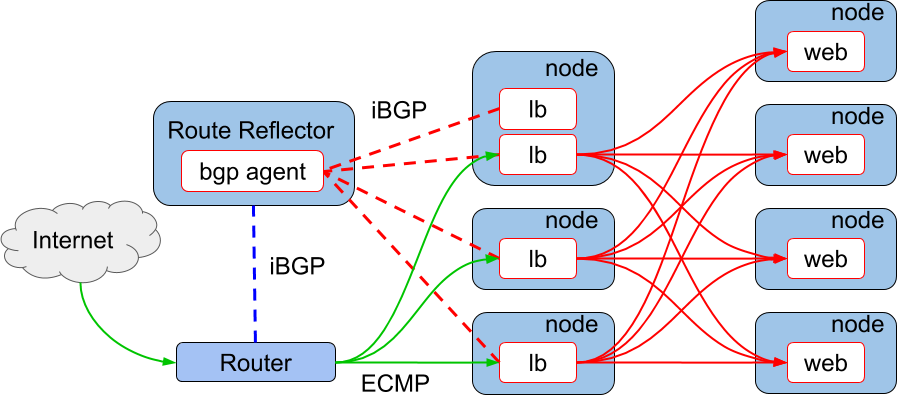 node
web
node
lb
lb
iBGP
Route Reflector
bgp agent
node
web
Internet
iBGP
node
lb
node
web
Router
ECMP
node
lb
node
web